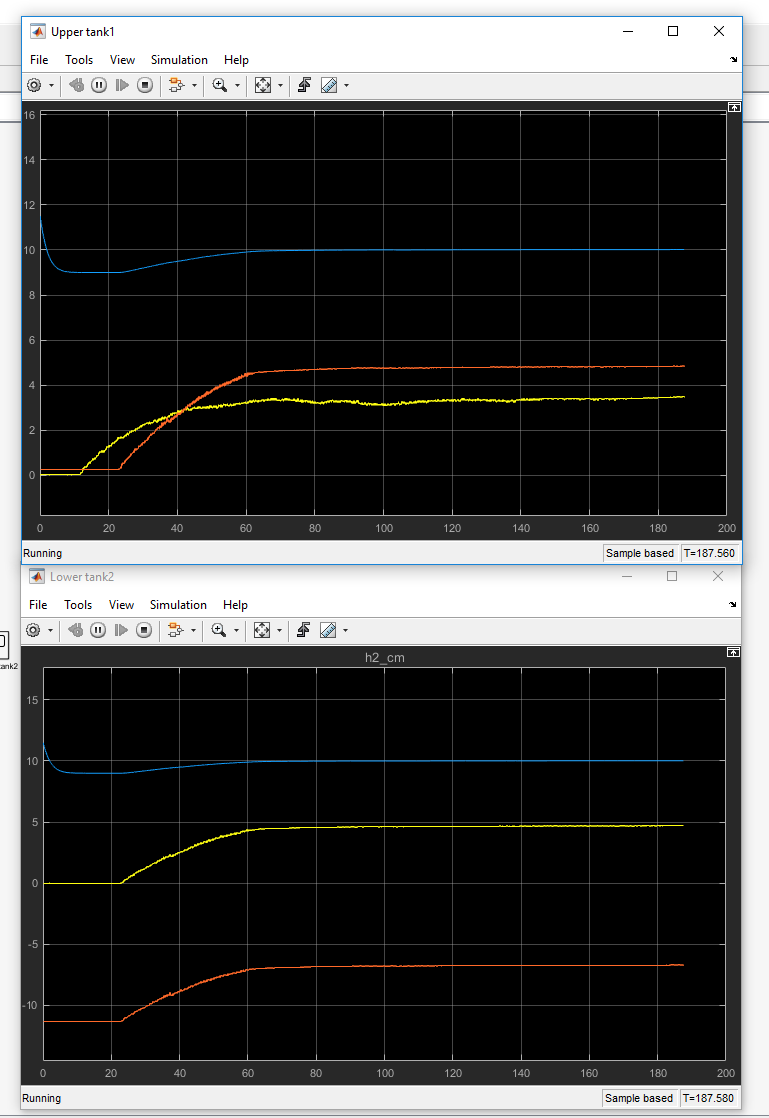 Upper tank1
File Tools View Simulation Help
16
14
12
10
8
6
4
2
0
0 20 40 60 80 100 120 140 160 180 200
Running Sample based T=187.560
Lower tank2
File Tools View Simulation Help
tank2
h2_cm
15
10
5
0
-5
-10
0 20 40 60 80 100 120 140 160 180 200
Running Sample based T=187.580